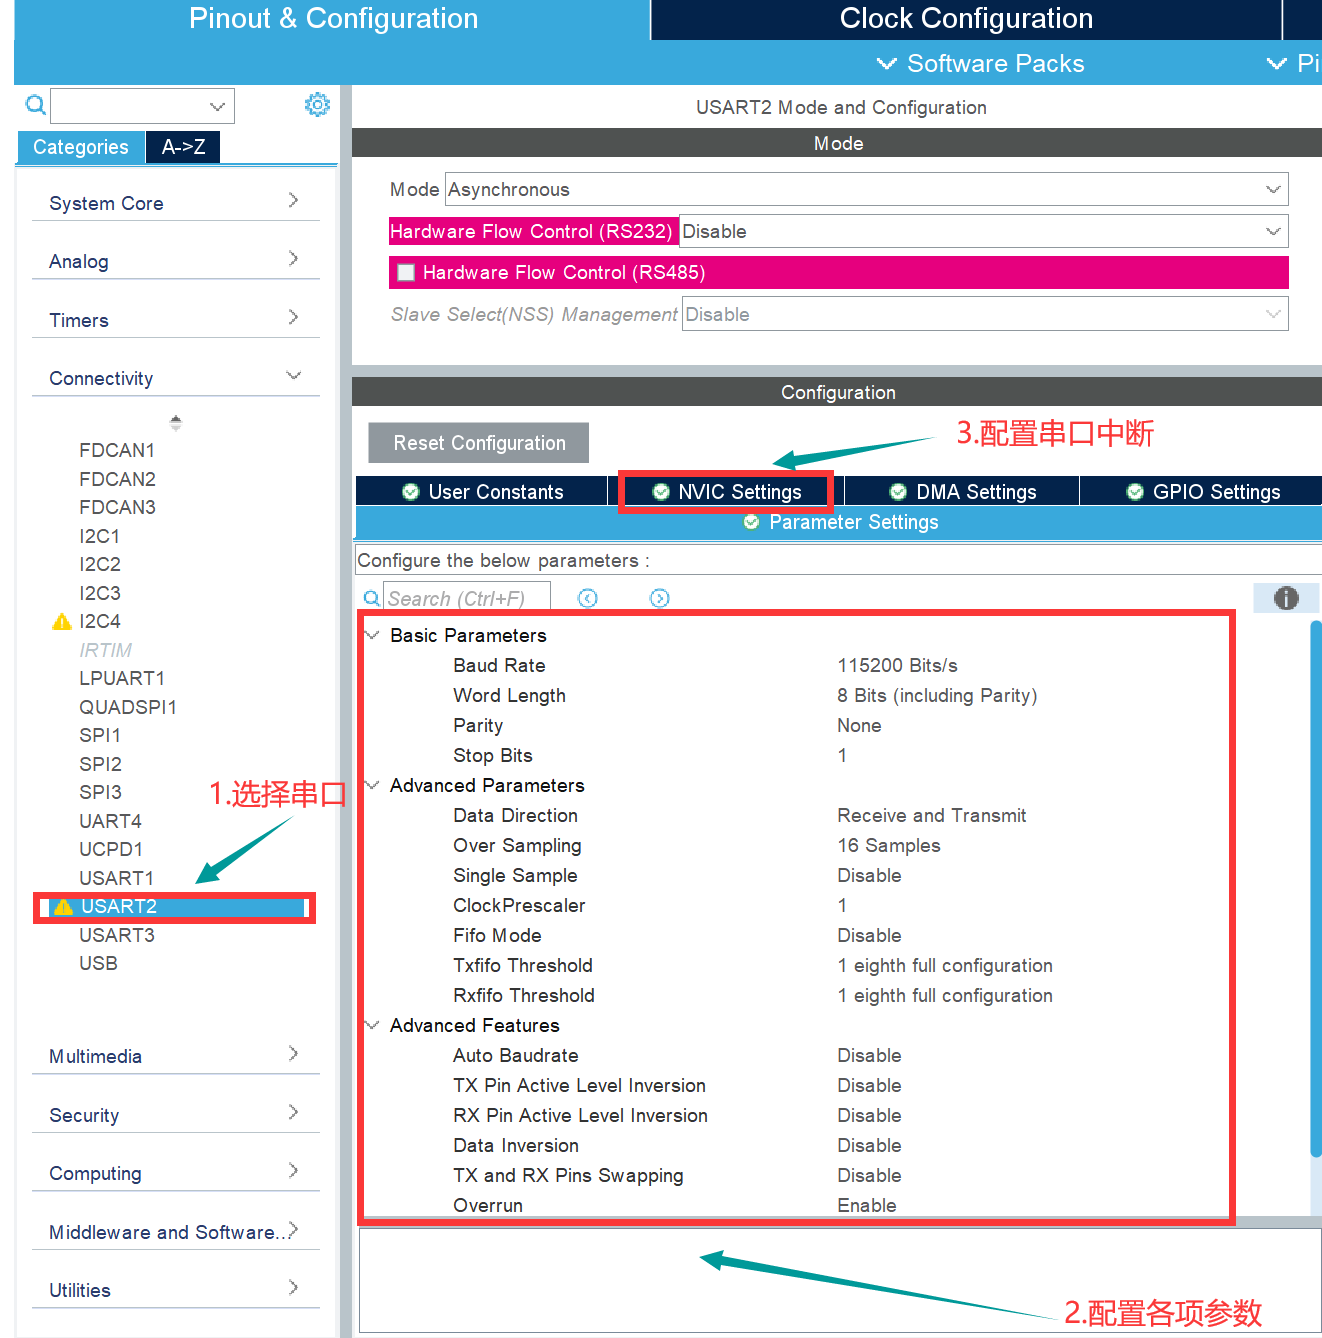 Pinout & Configuration
Clock Configuration
Software Packs
Pi
Categories
A->Z
System Core
Analog
Timers
Connectivity
FDCAN1
FDCAN2
FDCAN3
I2C1
I2C2
I2C3
I2C4
IRTIM
LPUART1
QUADSPI1
SPI1
SPI2
SPI3
UART4
UCPD1
USART1
USART2
USART3
USB
1.选择串口
Multimedia
Security
Computing
Middleware and Software...
Utilities
USART2 Mode and Configuration
Mode
Mode Asynchronous
Hardware Flow Control (RS232) Disable
Hardware Flow Control (RS485)
Slave Select(NSS) Management Disable
Configuration
Reset Configuration
3.配置串口中断
User Constants
NVIC Settings
DMA Settings
GPIO Settings
Parameter Settings
Configure the below parameters :
Search (Ctrl+F)
Basic Parameters
Baud Rate 115200 Bits/s
Word Length 8 Bits (including Parity)
Parity None
Stop Bits 1
Advanced Parameters
Data Direction Receive and Transmit
Over Sampling 16 Samples
Single Sample Disable
ClockPrescaler 1
Fifo Mode Disable
Txfifo Threshold 1 eighth full configuration
Rxfifo Threshold 1 eighth full configuration
Advanced Features
Auto Baudrate Disable
TX Pin Active Level Inversion Disable
RX Pin Active Level Inversion Disable
Data Inversion Disable
TX and RX Pins Swapping Disable
Overrun Enable
2.配置各项参数